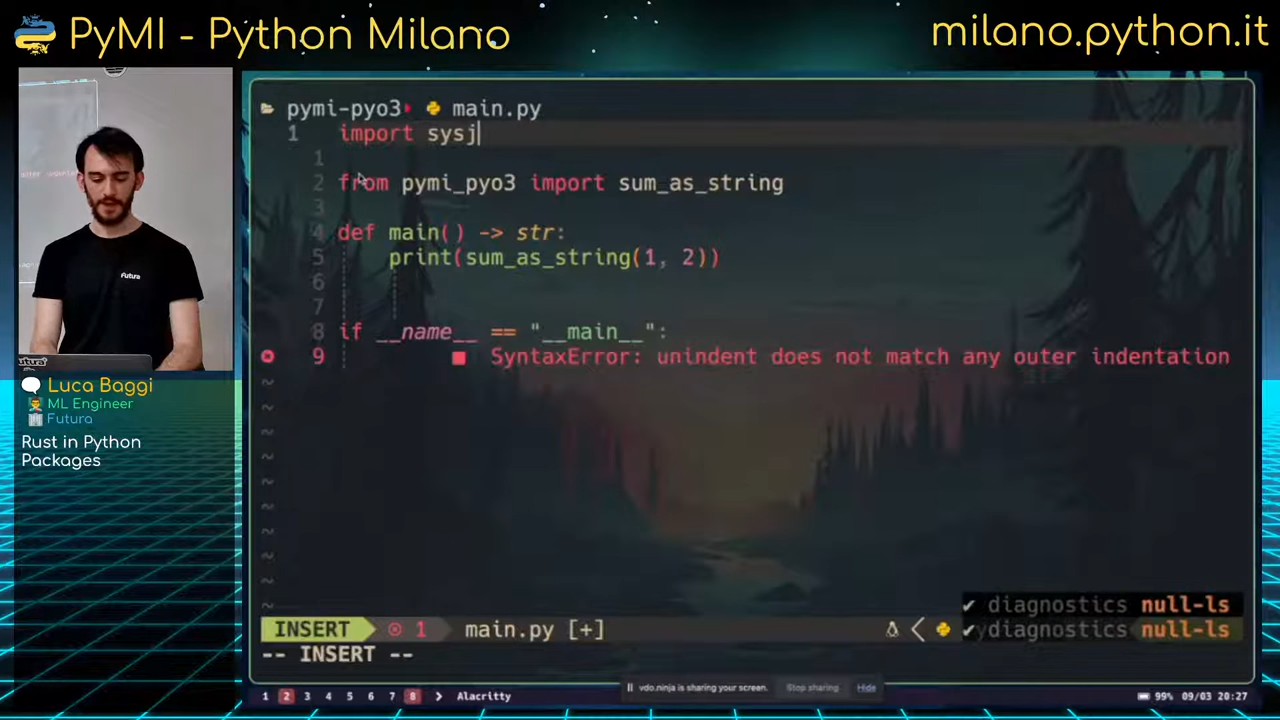 PyMI - Python Milano
milano.python.it
pymi-pyo3 main.py
1 import sysj
1
2 from pymi_pyo3 import sum_as_string
3
4 def main() -> str:
5 print(sum_as_string(1, 2))
6
7
8 if __name__ == "__main__":
9 ■ SyntaxError: unindent does not match any outer indentation
~
~
~
~
~
~
~
~
~
~
diagnostics null-ls
INSERT 1 main.py [+] diagnostics null-ls
-- INSERT --
1 2 3 4 5 6 7 8 > Alacritty 99% 09/03 20:27
vdo.ninja is sharing your screen. Stop sharing Hide
Futura
Luca Baggi
ML Engineer
Futura
Rust in Python
Packages